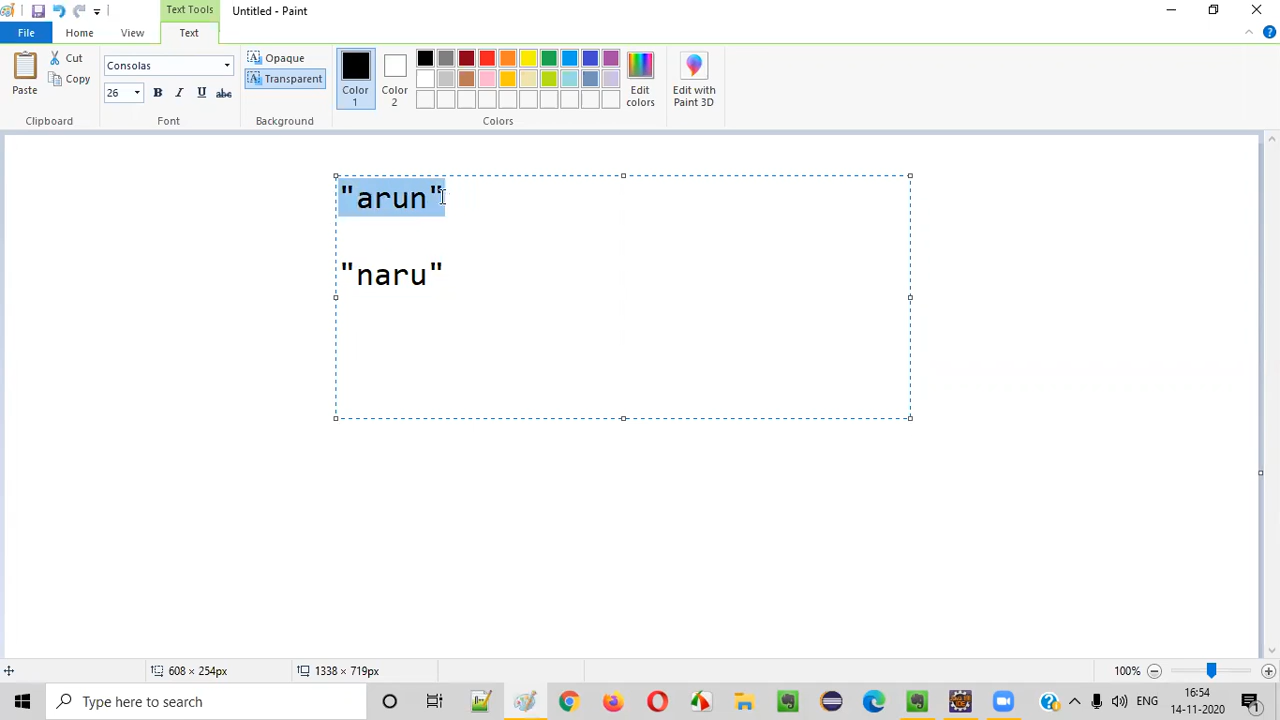 Text Tools
Untitled - Paint
File
Home
View
Text
Paste
Cut
Copy
Clipboard
Consolas
26
B
I
U
abc
Font
Opaque
Transparent
Background
Color
1
Color
2
Edit
colors
Edit with
Paint 3D
Colors
"arun"
"naru"
608 × 254px
1338 × 719px
100%
Type here to search
ENG
16:54
14-11-2020
1